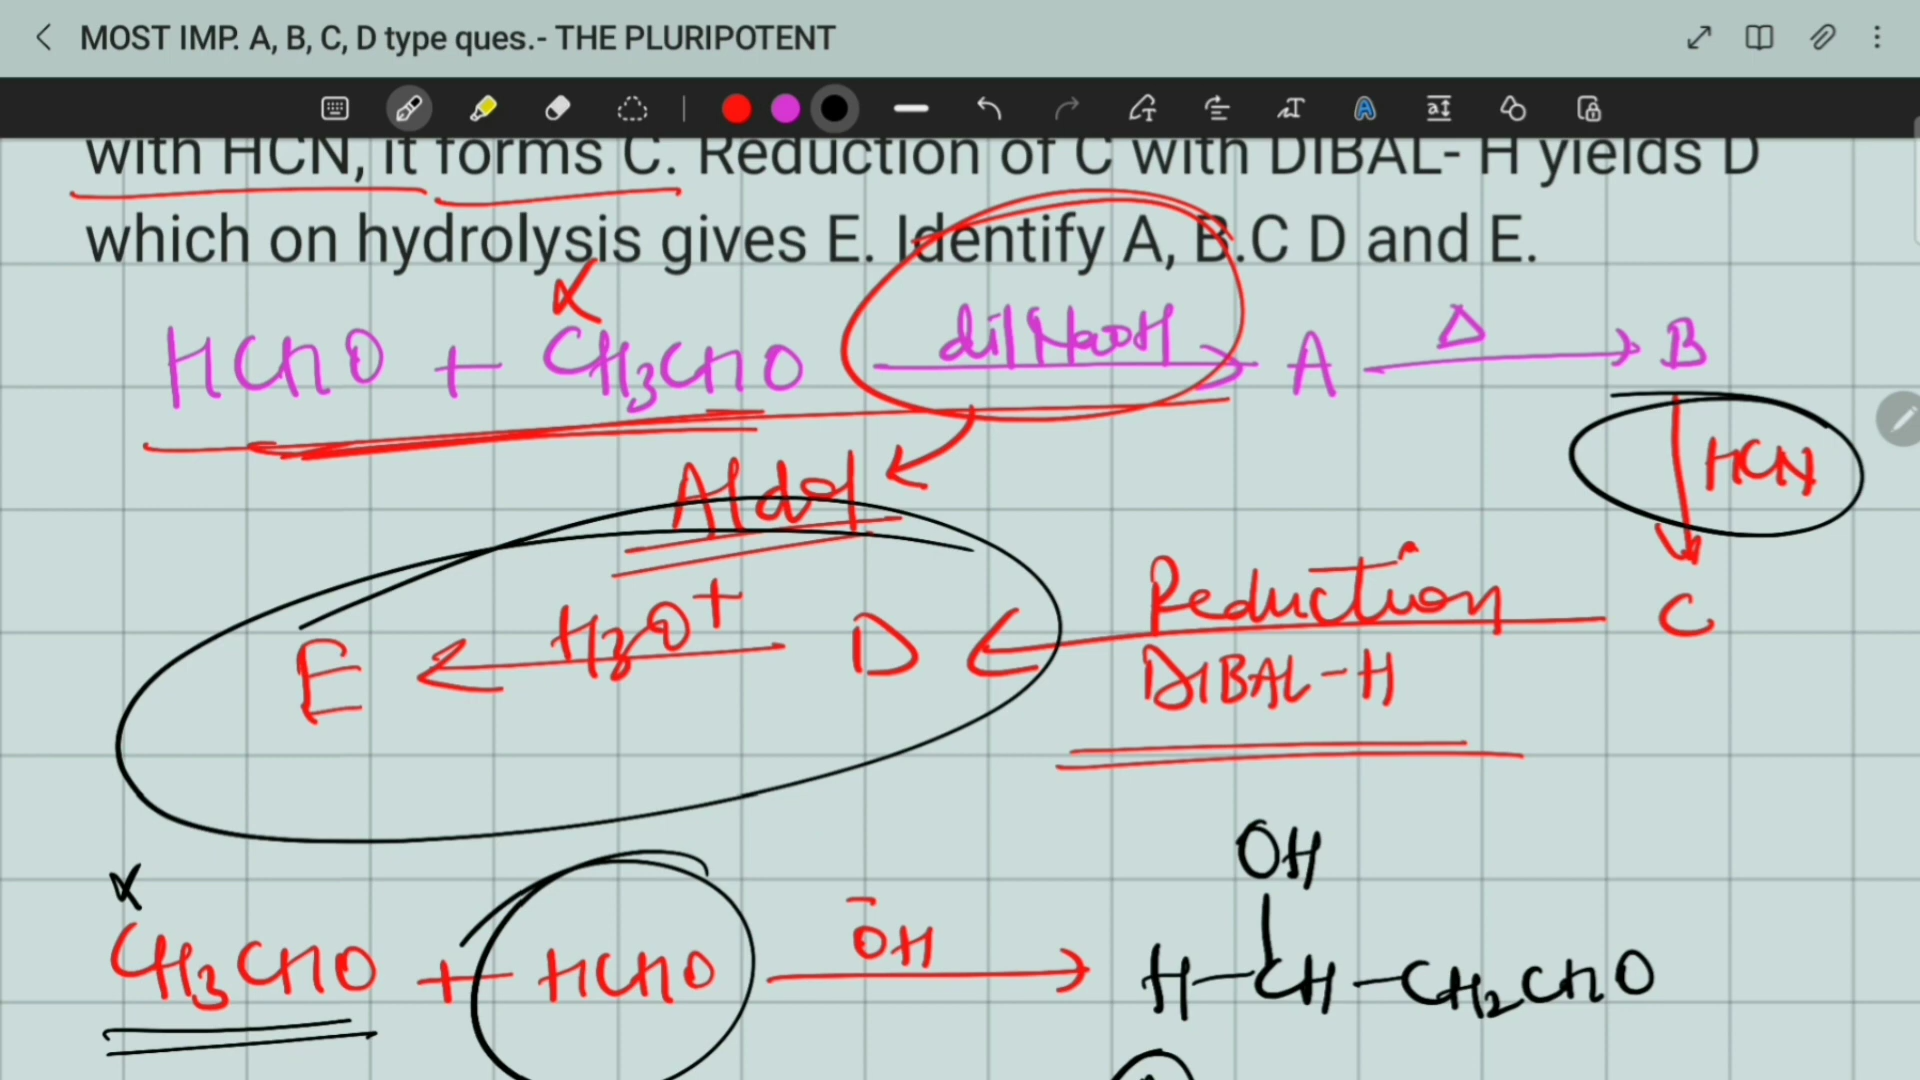 MOST IMP. A, B, C, D type ques.- THE PLURIPOTENT
with HCN, it forms C. Reduction of C with DIBAL- H yields D
which on hydrolysis gives E. Identify A, B.C D and E.
α
HCHO + CH3CHO dil NaOH A Δ B
HCN
Aldol
E H3O+ D Reduction C
DIBAL-H
OH
α
CH3CHO + HCHO ŌH H-CH-CH2CHO